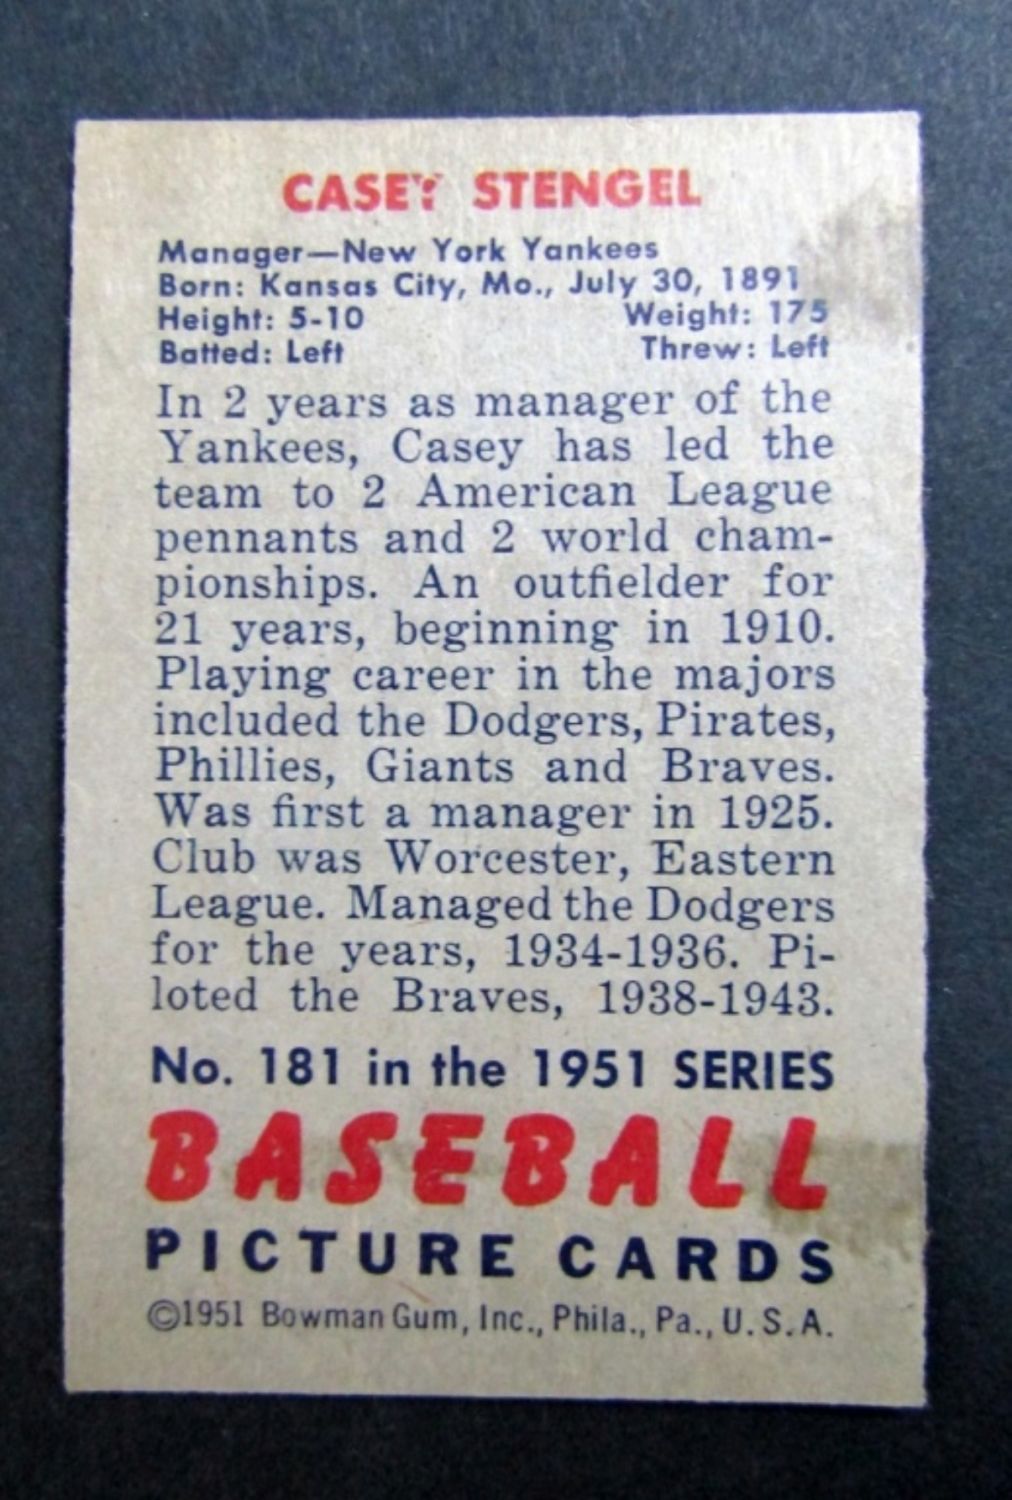 CASEY STENGEL
Manager—New York Yankees
Born: Kansas City, Mo., July 30, 1891
Height: 5-10 Weight: 175
Batted: Left Threw: Left
In 2 years as manager of the
Yankees, Casey has led the
team to 2 American League
pennants and 2 world cham-
pionships. An outfielder for
21 years, beginning in 1910.
Playing career in the majors
included the Dodgers, Pirates,
Phillies, Giants and Braves.
Was first a manager in 1925.
Club was Worcester, Eastern
League. Managed the Dodgers
for the years, 1934-1936. Pi-
loted the Braves, 1938-1943.
No. 181 in the 1951 SERIES
BASEBALL
PICTURE CARDS
©1951 Bowman Gum, Inc., Phila., Pa., U.S.A.